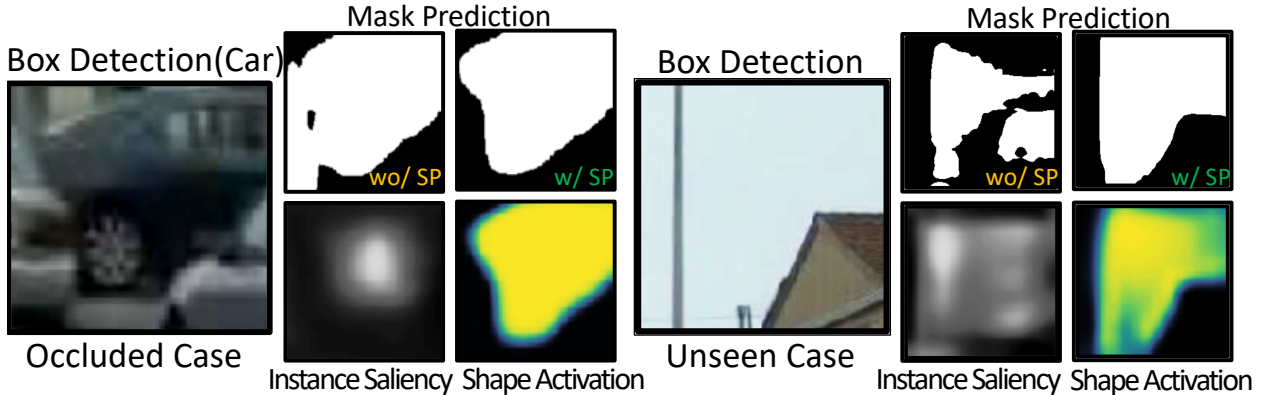 Mask Prediction
Box Detection(Car)
wo/ SP
w/ SP
Occluded Case
Instance Saliency
Shape Activation
Mask Prediction
Box Detection
wo/ SP
w/ SP
Unseen Case
Instance Saliency
Shape Activation